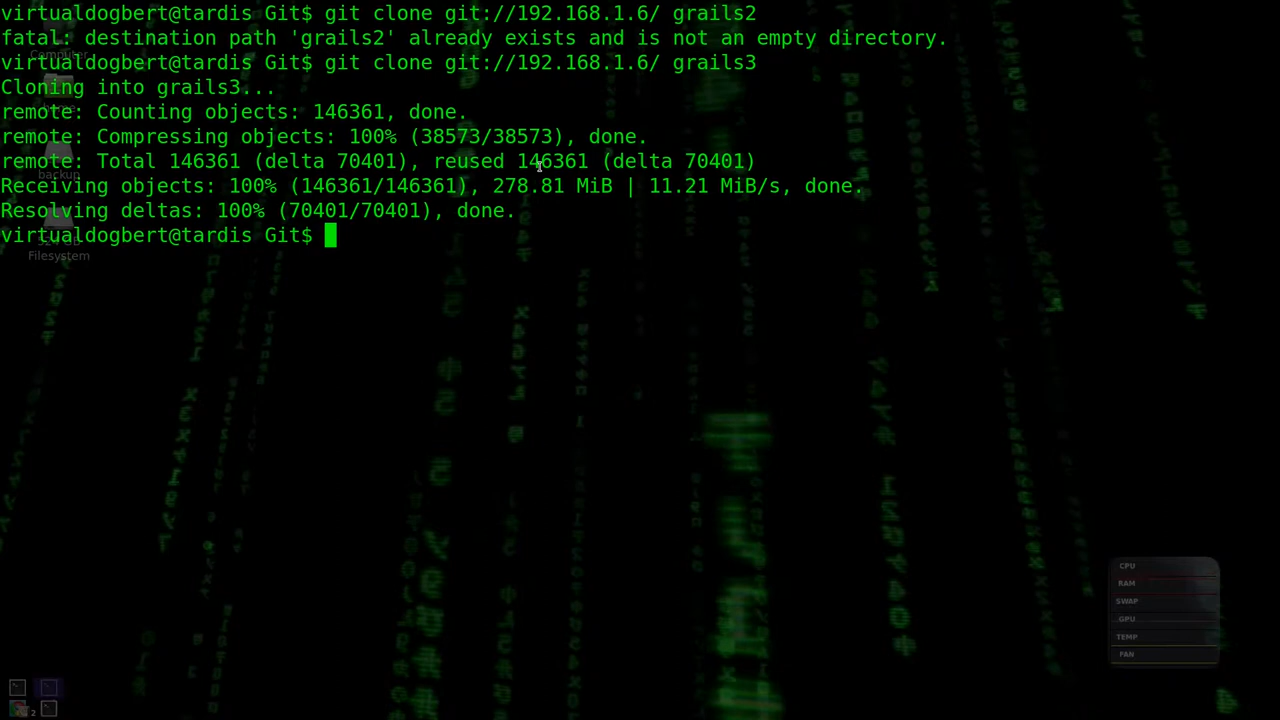 virtualdogbert@tardis Git$ git clone git://192.168.1.6/ grails2
fatal: destination path 'grails2' already exists and is not an empty directory.
virtualdogbert@tardis Git$ git clone git://192.168.1.6/ grails3
Cloning into grails3...
remote: Counting objects: 146361, done.
remote: Compressing objects: 100% (38573/38573), done.
remote: Total 146361 (delta 70401), reused 146361 (delta 70401)
Receiving objects: 100% (146361/146361), 278.81 MiB | 11.21 MiB/s, done.
Resolving deltas: 100% (70401/70401), done.
virtualdogbert@tardis Git$
Computer
backup
Filesystem
CPU
RAM
SWAP
GPU
TEMP
FAN
2